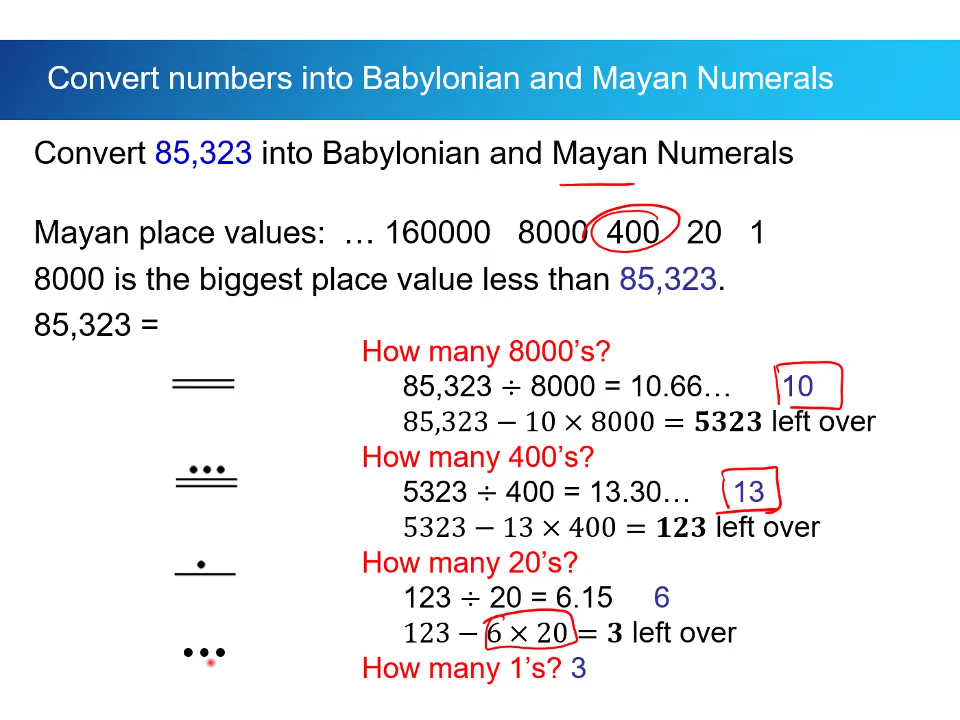 Convert numbers into Babylonian and Mayan Numerals
Convert 85,323 into Babylonian and Mayan Numerals
Mayan place values: … 160000 8000 400 20 1
8000 is the biggest place value less than 85,323.
85,323 =
How many 8000's?
85,323 ÷ 8000 = 10.66… 10
85,323 − 10 × 8000 = 5323 left over
How many 400's?
5323 ÷ 400 = 13.30… 13
5323 − 13 × 400 = 123 left over
How many 20's?
123 ÷ 20 = 6.15 6
123 − 6 × 20 = 3 left over
How many 1's? 3